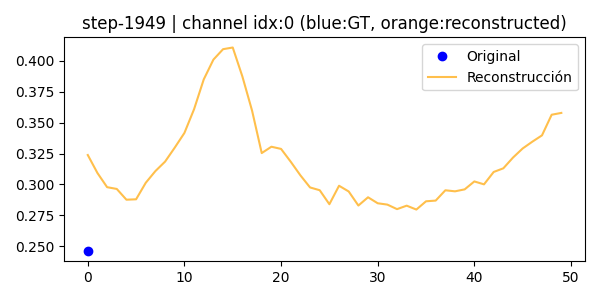 step-1949 | channel idx:0 (blue:GT, orange:reconstructed)
Original
Reconstrucción
0.400
0.375
0.350
0.325
0.300
0.275
0.250
0 10 20 30 40 50